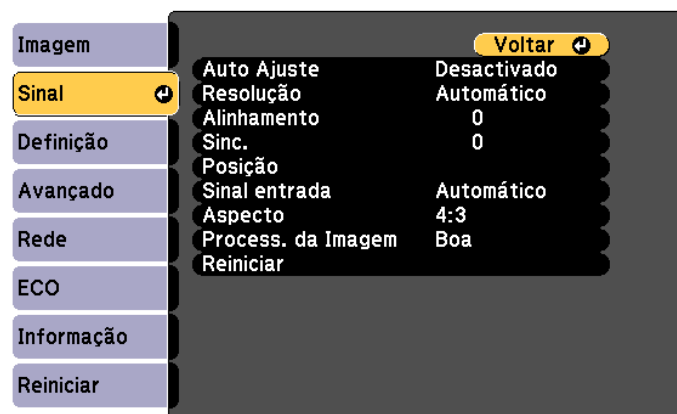 Imagem
Sinal
Definição
Avançado
Rede
ECO
Informação
Reiniciar
Voltar
Auto Ajuste Desactivado
Resolução Automático
Alinhamento 0
Sinc. 0
Posição
Sinal entrada Automático
Aspecto 4:3
Process. da Imagem Boa
Reiniciar